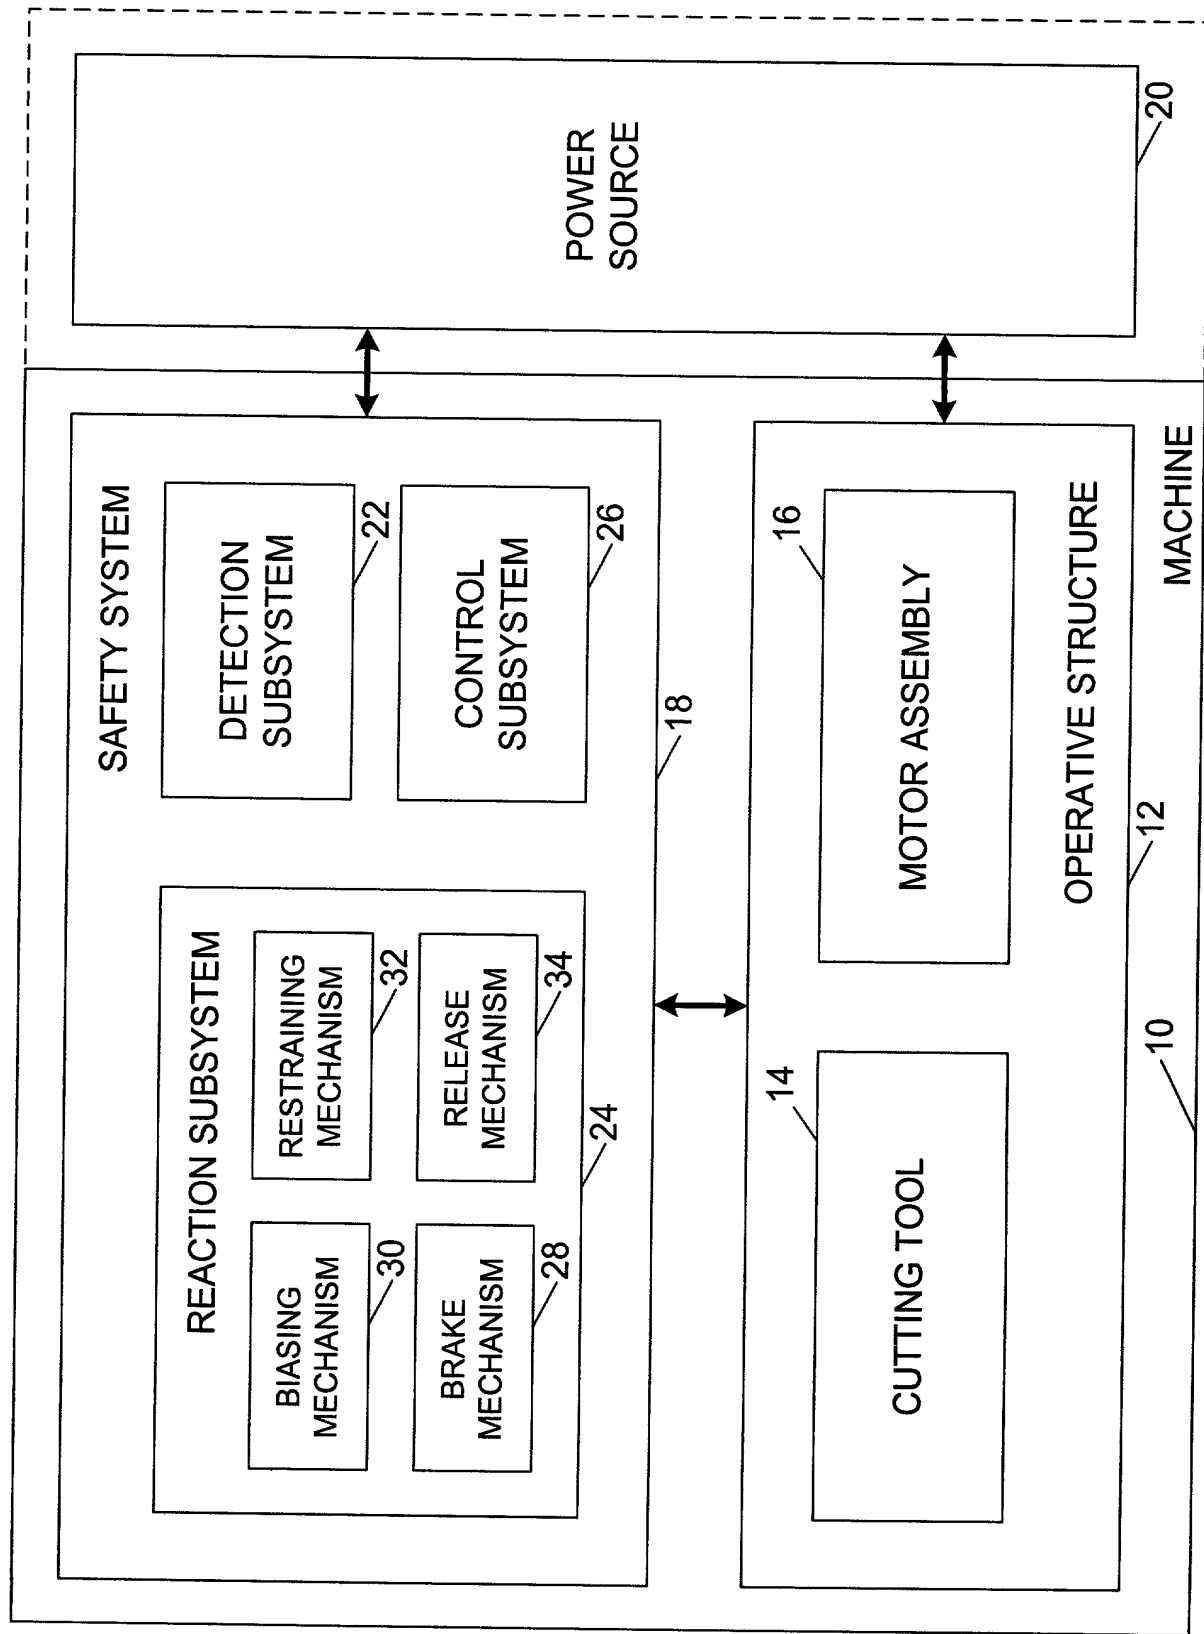 SAFETY SYSTEM
REACTION SUBSYSTEM
BIASING
MECHANISM
30
RESTRAINING
MECHANISM
32
BRAKE
MECHANISM
28
RELEASE
MECHANISM
34
24
DETECTION
SUBSYSTEM
22
CONTROL
SUBSYSTEM
26
18
POWER
SOURCE
20
14
CUTTING TOOL
16
MOTOR ASSEMBLY
OPERATIVE STRUCTURE
12
MACHINE
10